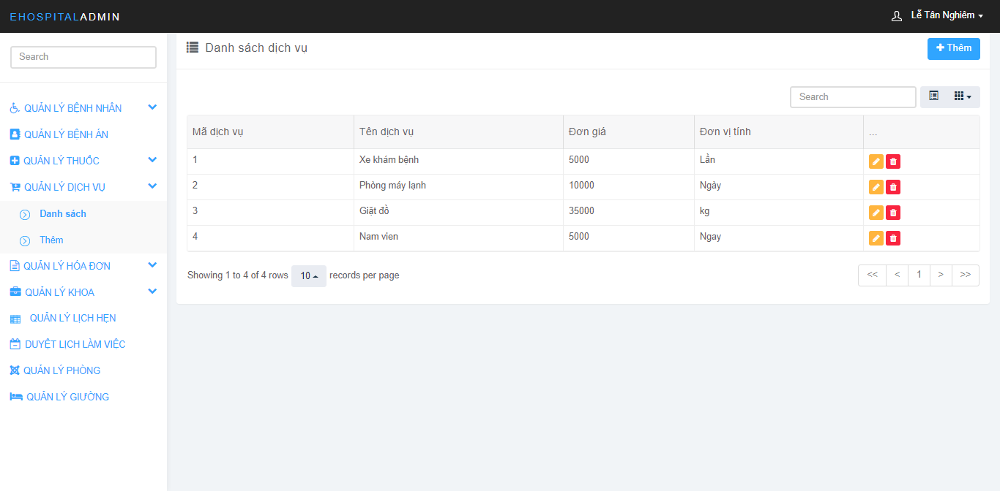 EHOSPITALADMIN
Lễ Tân Nghiêm
Search
QUẢN LÝ BỆNH NHÂN
QUẢN LÝ BỆNH ÁN
QUẢN LÝ THUỐC
QUẢN LÝ DỊCH VỤ
Danh sách
Thêm
QUẢN LÝ HÓA ĐƠN
QUẢN LÝ KHOA
QUẢN LÝ LỊCH HẸN
DUYỆT LỊCH LÀM VIỆC
QUẢN LÝ PHÒNG
QUẢN LÝ GIƯỜNG
Danh sách dịch vụ
Thêm
Search
Mã dịch vụ Tên dịch vụ Đơn giá Đơn vị tính ...
1 Xe khám bệnh 5000 Lần
2 Phòng máy lạnh 10000 Ngày
3 Giặt đồ 35000 kg
4 Nam vien 5000 Ngay
Showing 1 to 4 of 4 rows 10 records per page << < 1 > >>